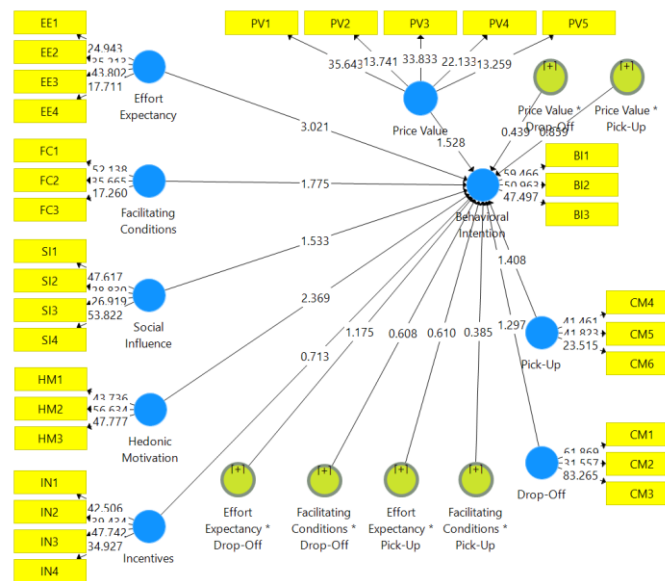 EE1
EE2
EE3
EE4
24.943
43.802
17.711
Effort
Expectancy
PV1
PV2
PV3
PV4
PV5
35.643
13.741
33.833
22.133
13.259
Price Value
[+]
Price Value *
Drop-Off
[+]
Price Value *
Pick-Up
0.439
0.839
3.021
1.528
FC1
FC2
FC3
52.138
35.665
17.260
Facilitating
Conditions
1.775
Behavioral
Intention
59.466
50.963
47.497
BI1
BI2
BI3
SI1
SI2
SI3
SI4
47.617
26.919
53.822
Social
Influence
1.533
2.369
0.713
1.175
0.608
0.610
0.385
1.297
1.408
Pick-Up
41.461
41.823
23.515
CM4
CM5
CM6
HM1
HM2
HM3
43.736
56.634
47.777
Hedonic
Motivation
IN1
IN2
IN3
IN4
42.506
39.434
47.742
34.927
Incentives
[+]
Effort
Expectancy *
Drop-Off
[+]
Facilitating
Conditions *
Drop-Off
[+]
Effort
Expectancy *
Pick-Up
[+]
Facilitating
Conditions *
Pick-Up
Drop-Off
61.869
31.557
83.265
CM1
CM2
CM3